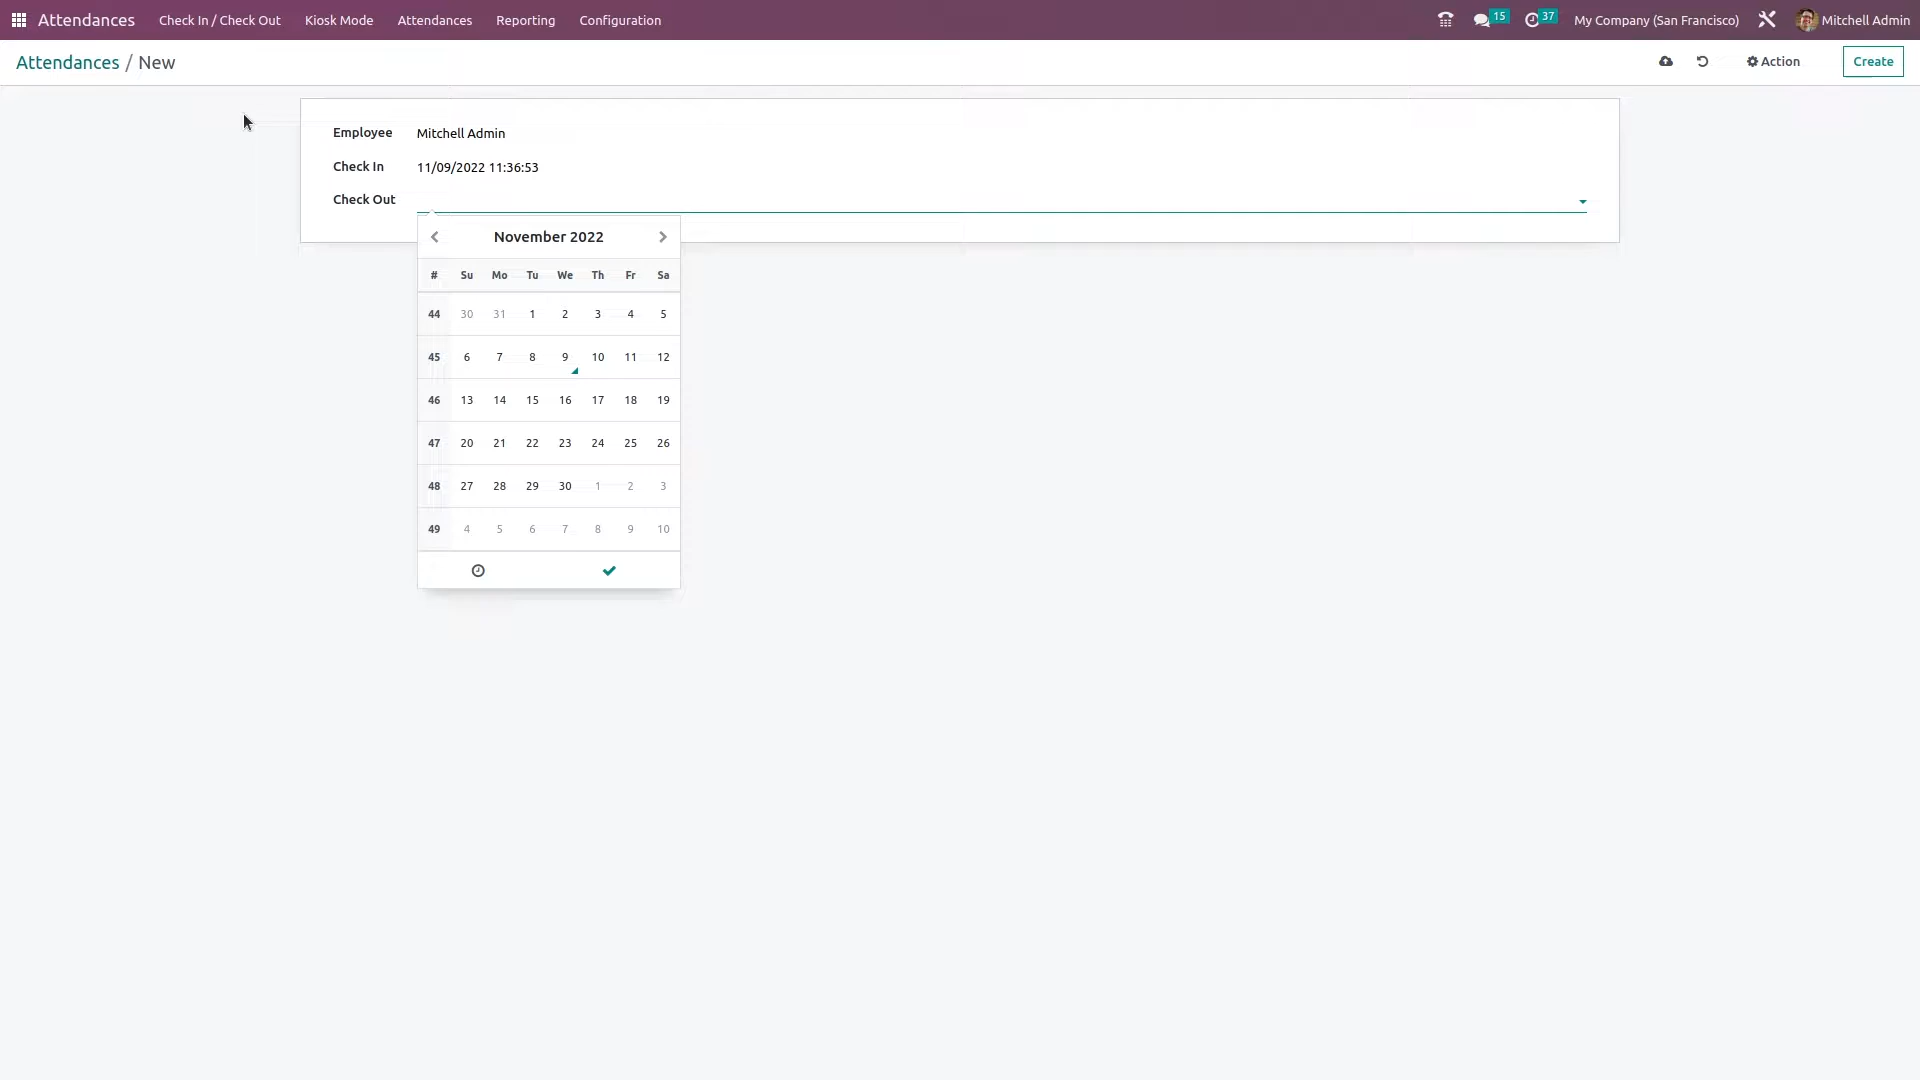 Attendances Check In / Check Out Kiosk Mode Attendances Reporting Configuration 15 37 My Company (San Francisco) Mitchell Admin
Attendances / New Action Create
Employee Mitchell Admin
Check In 11/09/2022 11:36:53
Check Out
November 2022
# Su Mo Tu We Th Fr Sa
44 30 31 1 2 3 4 5
45 6 7 8 9 10 11 12
46 13 14 15 16 17 18 19
47 20 21 22 23 24 25 26
48 27 28 29 30 1 2 3
49 4 5 6 7 8 9 10